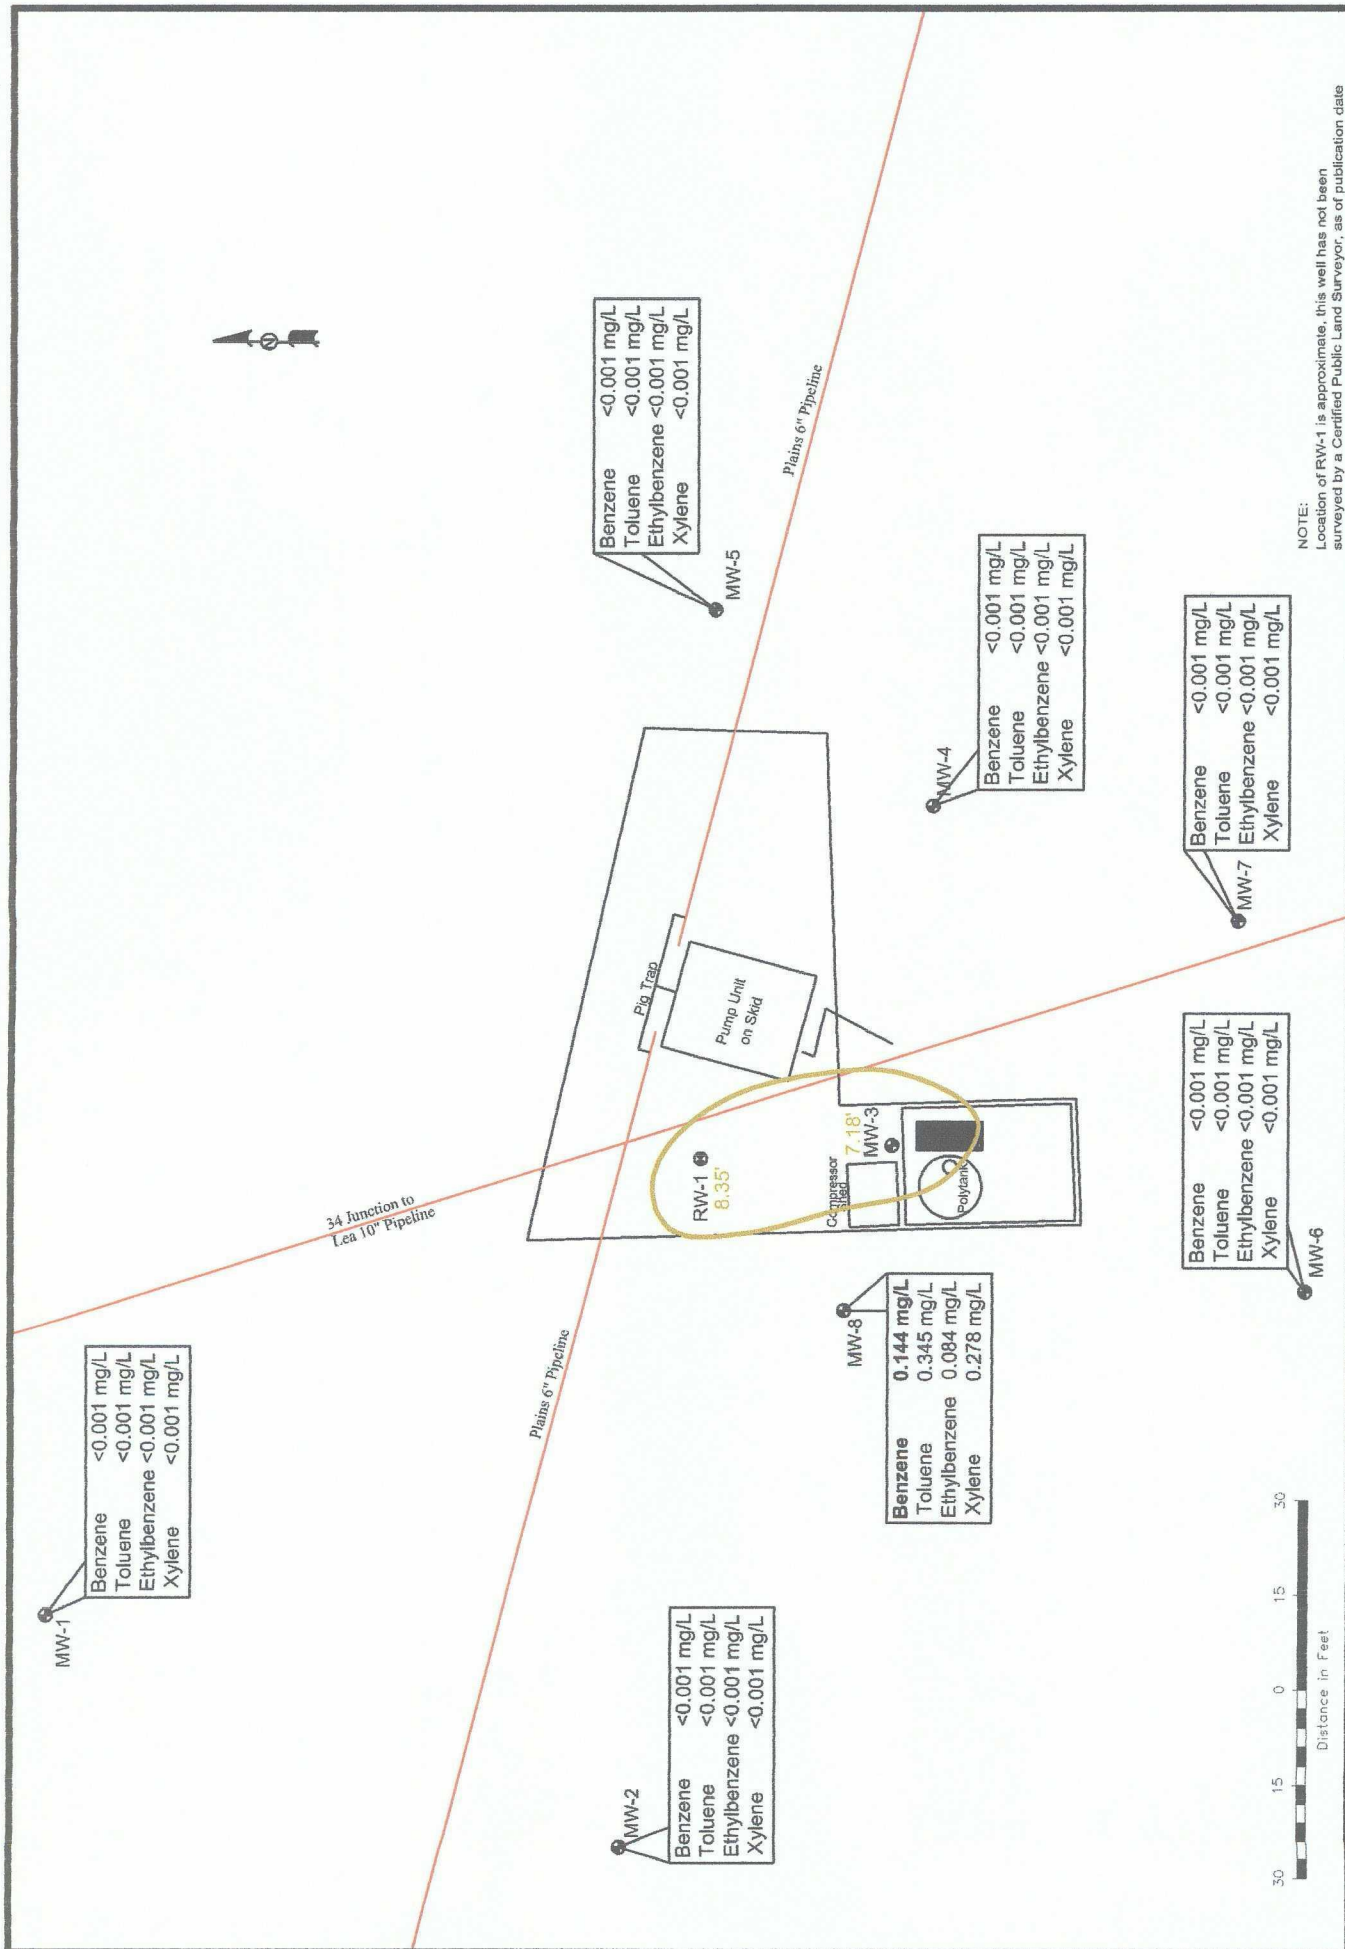 MW-1
Benzene <0.001 mg/L
Toluene <0.001 mg/L
Ethylbenzene <0.001 mg/L
Xylene <0.001 mg/L
N
34 Junction to
Lea 10" Pipeline
Plains 6" Pipeline
MW-2
Benzene <0.001 mg/L
Toluene <0.001 mg/L
Ethylbenzene <0.001 mg/L
Xylene <0.001 mg/L
Benzene <0.001 mg/L
Toluene <0.001 mg/L
Ethylbenzene <0.001 mg/L
Xylene <0.001 mg/L
MW-5
Plains 6" Pipeline
Pig Trap
Pump Unit
on Skid
RW-1
8.35'
Compressor
Shed
7.18'
MW-3
Polytank
MW-8
Benzene 0.144 mg/L
Toluene 0.345 mg/L
Ethylbenzene 0.084 mg/L
Xylene 0.278 mg/L
MW-4
Benzene <0.001 mg/L
Toluene <0.001 mg/L
Ethylbenzene <0.001 mg/L
Xylene <0.001 mg/L
Benzene <0.001 mg/L
Toluene <0.001 mg/L
Ethylbenzene <0.001 mg/L
Xylene <0.001 mg/L
MW-6
Benzene <0.001 mg/L
Toluene <0.001 mg/L
Ethylbenzene <0.001 mg/L
Xylene <0.001 mg/L
MW-7
30 15 0 15 30
Distance in Feet
NOTE:
Location of RW-1 is approximate, this well has not been
surveyed by a Certified Public Land Surveyor, as of publication date